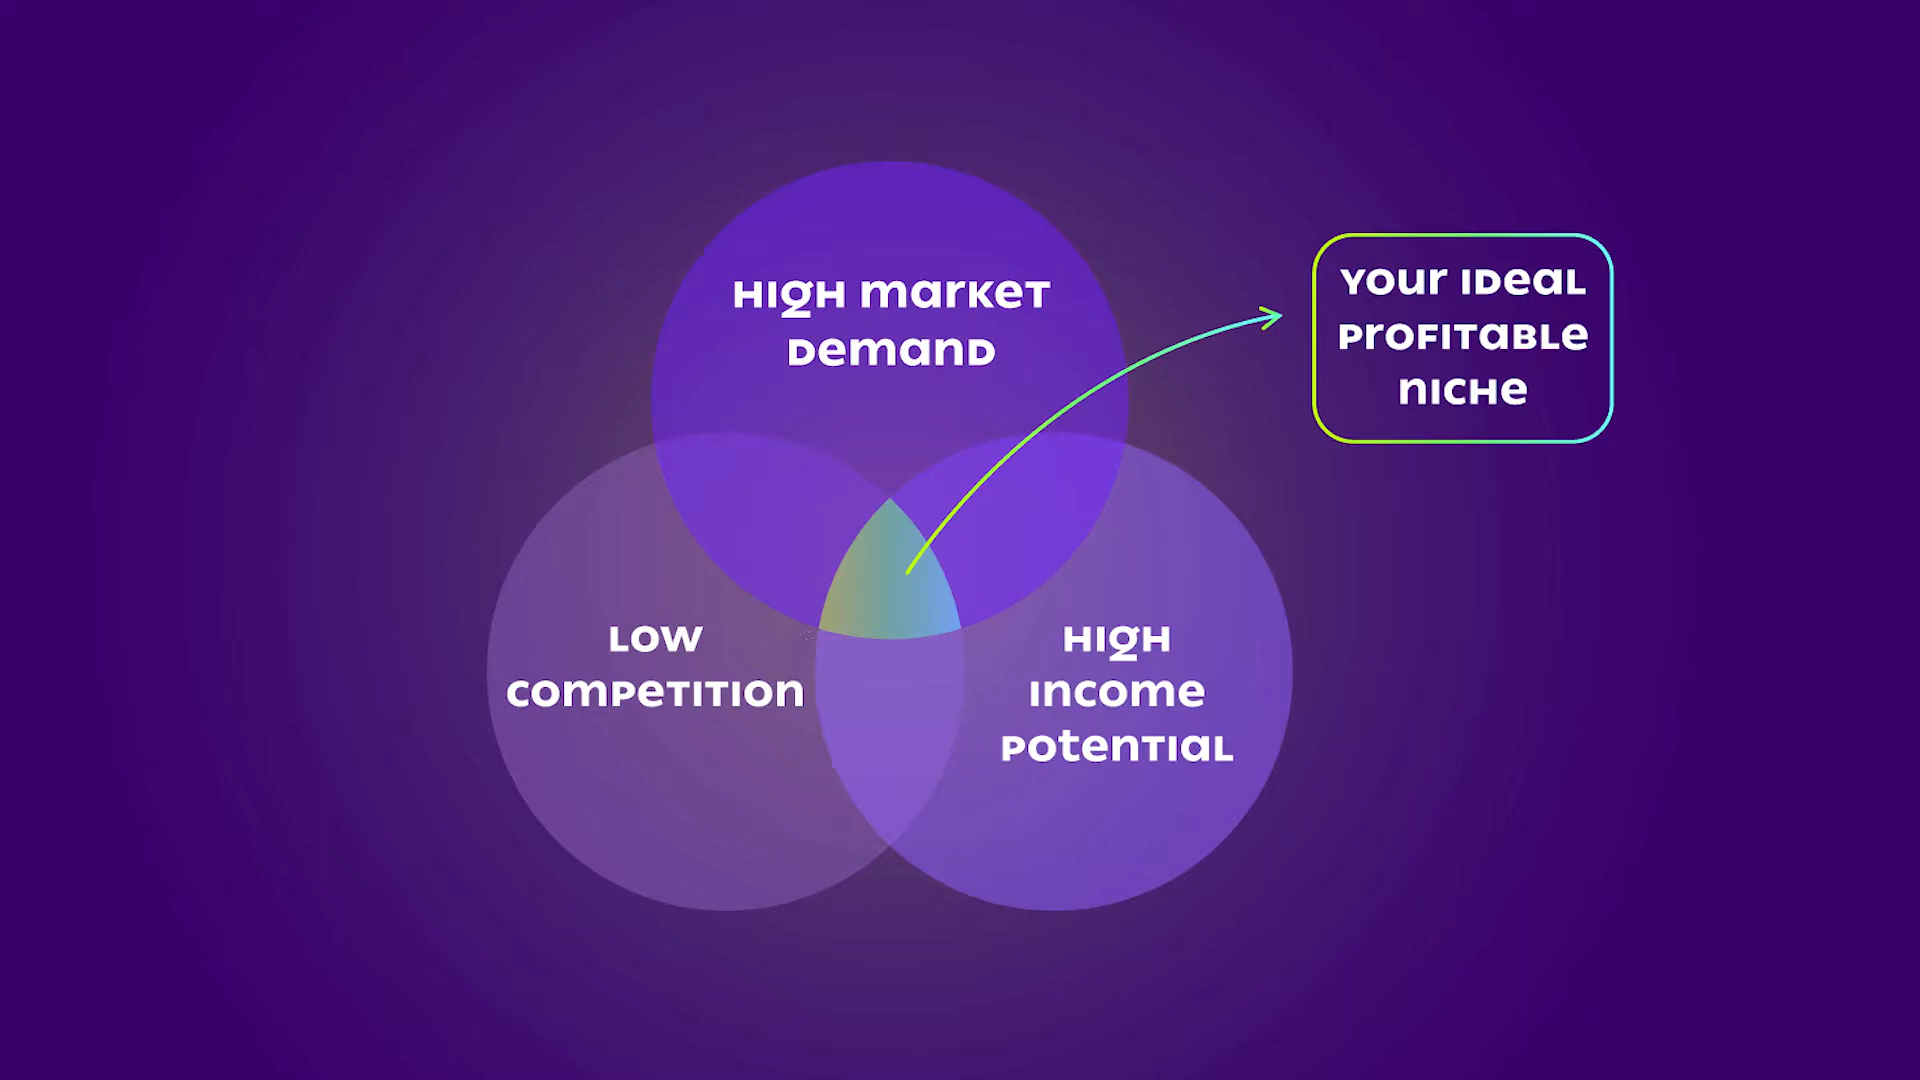 HIGH MARKET
DEMAND
YOUR IDEAL
PROFITABLE
NICHE
LOW
COMPETITION
HIGH
INCOME
POTENTIAL